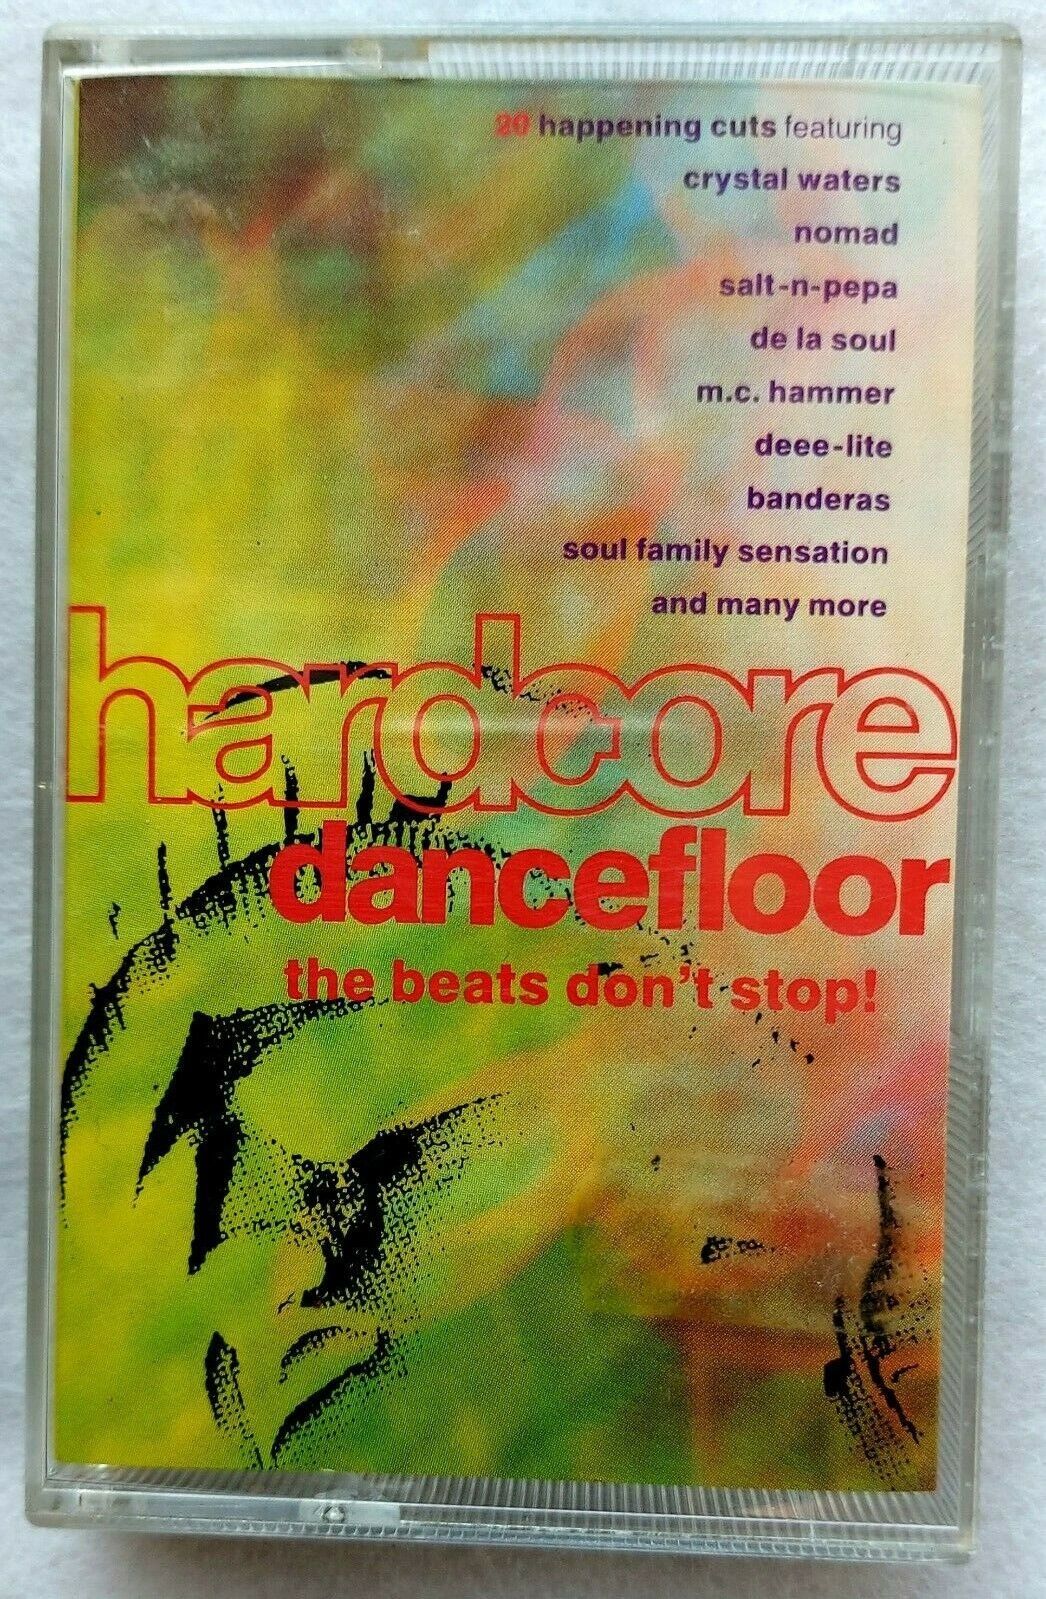 20 happening cuts featuring
crystal waters
nomad
salt-n-pepa
de la soul
m.c. hammer
deee-lite
banderas
soul family sensation
and many more
hardcore
dancefloor
the beats don't stop!